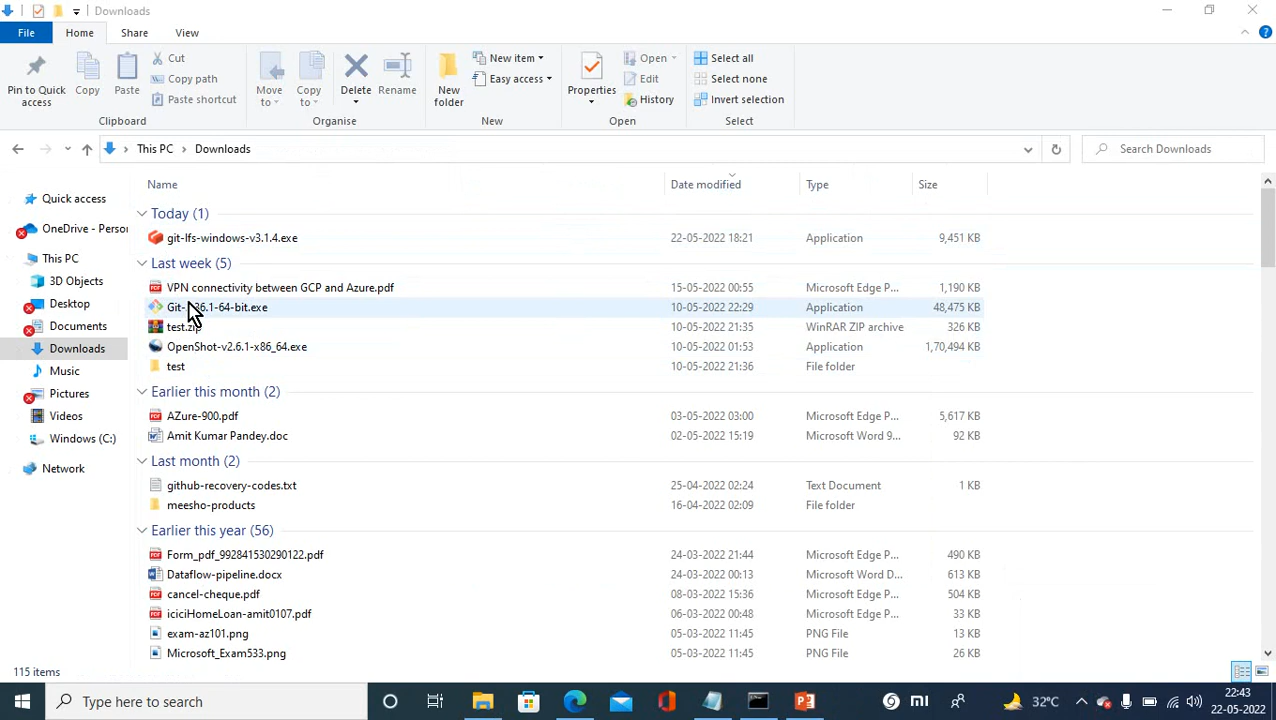 Downloads
File Home Share View
Pin to Quick access
Copy
Paste
Cut
Copy path
Paste shortcut
Clipboard
Move to
Copy to
Delete
Rename
Organise
New folder
New item
Easy access
New
Properties
Open
Edit
History
Open
Select all
Select none
Invert selection
Select
This PC Downloads
Search Downloads
Name Date modified Type Size
Quick access
OneDrive - Perso
This PC
3D Objects
Desktop
Documents
Downloads
Music
Pictures
Videos
Windows (C:)
Network
Today (1)
git-lfs-windows-v3.1.4.exe 22-05-2022 18:21 Application 9,451 KB
Last week (5)
VPN connectivity between GCP and Azure.pdf 15-05-2022 00:55 Microsoft Edge P... 1,190 KB
10-05-2022 22:29 Application 48,475 KB
test.zip 10-05-2022 21:35 WinRAR ZIP archive 326 KB
OpenShot-v2.6.1-x86_64.exe 10-05-2022 01:53 Application 1,70,494 KB
test 10-05-2022 21:36 File folder
Earlier this month (2)
AZure-900.pdf 03-05-2022 03:00 Microsoft Edge P... 5,617 KB
Amit Kumar Pandey.doc 02-05-2022 15:19 Microsoft Word 9... 92 KB
Last month (2)
github-recovery-codes.txt 25-04-2022 02:24 Text Document 1 KB
meesho-products 16-04-2022 02:09 File folder
Earlier this year (56)
Form_pdf_992841530290122.pdf 24-03-2022 21:44 Microsoft Edge P... 490 KB
Dataflow-pipeline.docx 24-03-2022 00:13 Microsoft Word D... 613 KB
cancel-cheque.pdf 08-03-2022 15:36 Microsoft Edge P... 504 KB
iciciHomeLoan-amit0107.pdf 06-03-2022 00:48 Microsoft Edge P... 33 KB
exam-az101.png 05-03-2022 11:45 PNG File 13 KB
Microsoft_Exam533.png 05-03-2022 11:45 PNG File 26 KB
115 items
Type here to search
32°C
22:43
22-05-2022